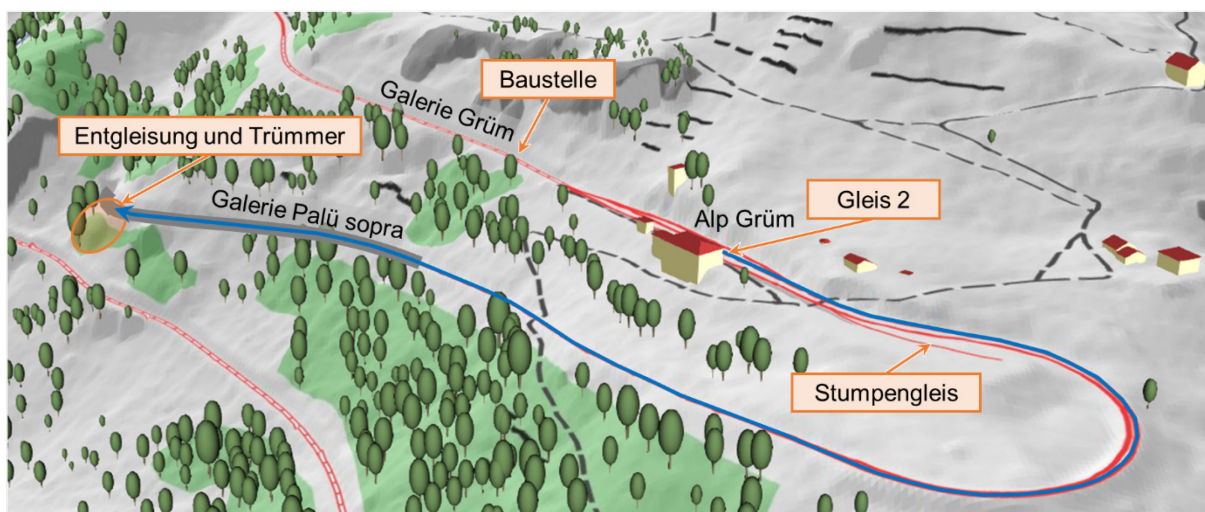 Baustelle
Galerie Grüm
Entgleisung und Trümmer
Galerie Palü sopra
Alp Grüm
Gleis 2
Stumpengleis